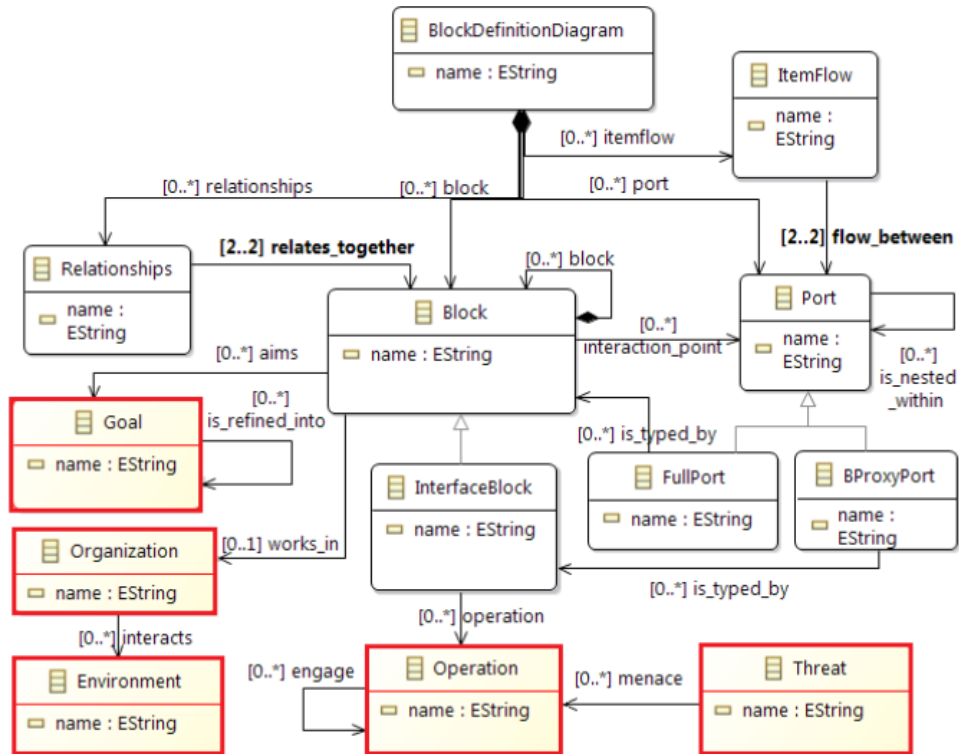 BlockDefinitionDiagram
name : EString
ItemFlow
name :
EString
[0..*] itemflow
[0..*] relationships
[0..*] block
[0..*] port
[2..2] relates_together
[2..2] flow_between
Relationships
name :
EString
[0..*] block
Block
name : EString
[0..*]
interaction_point
Port
name :
EString
[0..*]
is_nested
_within
[0..*] aims
[0..*]
is_refined_into
Goal
name : EString
[0..*] is_typed_by
InterfaceBlock
name : EString
FullPort
name : EString
BProxyPort
name :
EString
Organization
name : EString
[0..1] works_in
[0..*] is_typed_by
[0..*] operation
[0..*] interacts
Environment
name : EString
[0..*] engage
Operation
name : EString
[0..*] menace
Threat
name : EString